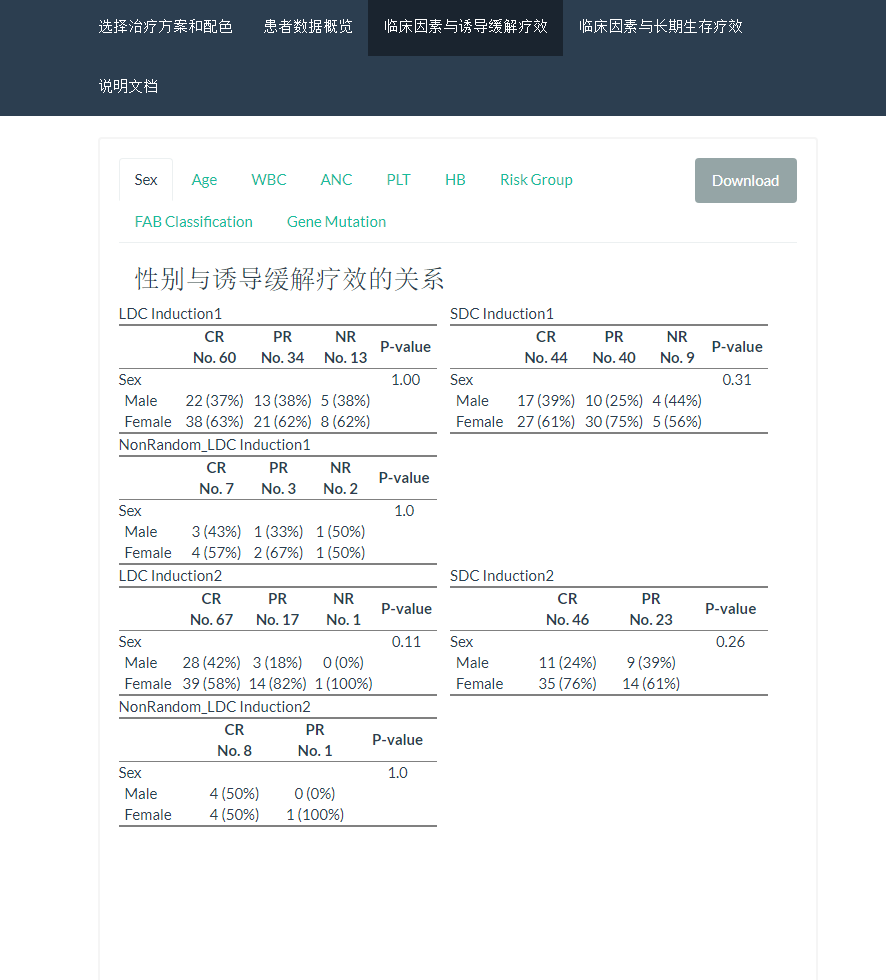 选择治疗方案和配色 患者数据概览 临床因素与诱导缓解疗效 临床因素与长期生存疗效
说明文档
Sex Age WBC ANC PLT HB Risk Group Download
FAB Classification Gene Mutation
性别与诱导缓解疗效的关系
LDC Induction1
CR PR NR P-value
No. 60 No. 34 No. 13
Sex 1.00
Male 22 (37%) 13 (38%) 5 (38%)
Female 38 (63%) 21 (62%) 8 (62%)
SDC Induction1
CR PR NR P-value
No. 44 No. 40 No. 9
Sex 0.31
Male 17 (39%) 10 (25%) 4 (44%)
Female 27 (61%) 30 (75%) 5 (56%)
NonRandom_LDC Induction1
CR PR NR P-value
No. 7 No. 3 No. 2
Sex 1.0
Male 3 (43%) 1 (33%) 1 (50%)
Female 4 (57%) 2 (67%) 1 (50%)
LDC Induction2
CR PR NR P-value
No. 67 No. 17 No. 1
Sex 0.11
Male 28 (42%) 3 (18%) 0 (0%)
Female 39 (58%) 14 (82%) 1 (100%)
SDC Induction2
CR PR P-value
No. 46 No. 23
Sex 0.26
Male 11 (24%) 9 (39%)
Female 35 (76%) 14 (61%)
NonRandom_LDC Induction2
CR PR P-value
No. 8 No. 1
Sex 1.0
Male 4 (50%) 0 (0%)
Female 4 (50%) 1 (100%)